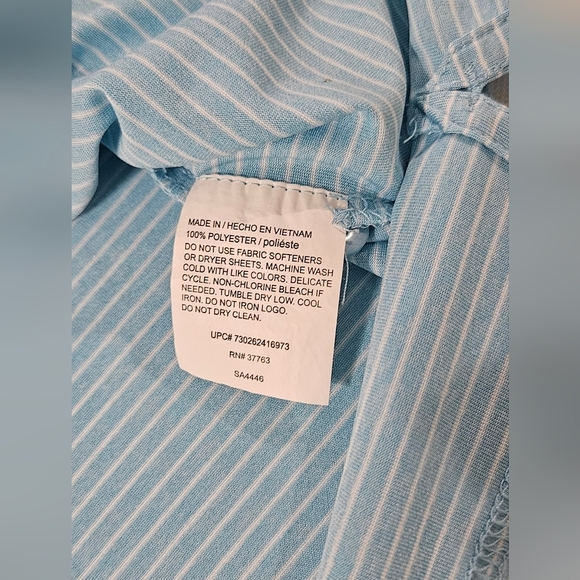 MADE IN / HECHO EN VIETNAM
100% POLYESTER / poliéste
DO NOT USE FABRIC SOFTENERS
OR DRYER SHEETS. MACHINE WASH
COLD WITH LIKE COLORS. DELICATE
CYCLE. NON-CHLORINE BLEACH IF
NEEDED. TUMBLE DRY LOW. COOL
IRON. DO NOT IRON LOGO.
DO NOT DRY CLEAN.
UPC# 730262416973
RN# 37763
SA4446